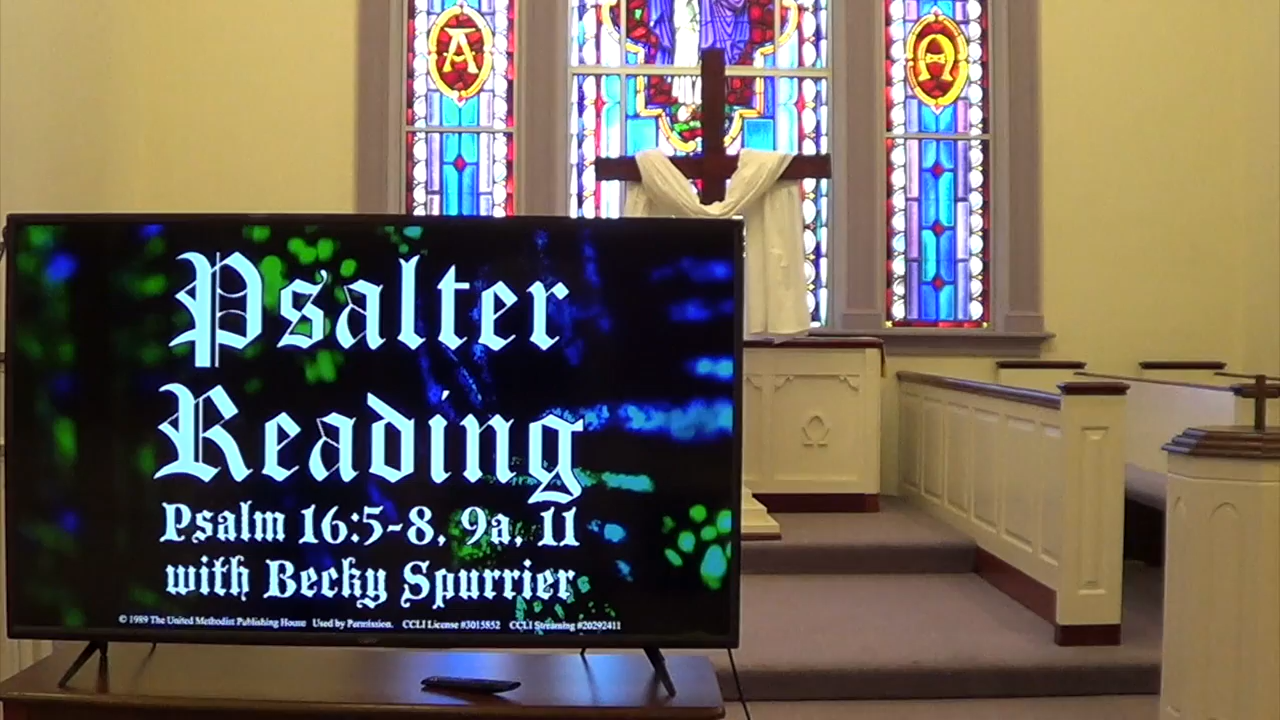 Α
Ω
Psalter
Reading
Psalm 16:5-8, 9a, 11
with Becky Spurrier
© 1989 The United Methodist Publishing House Used by Permission. CCLI License #3015852 CCLI Streaming #20292411
Ω